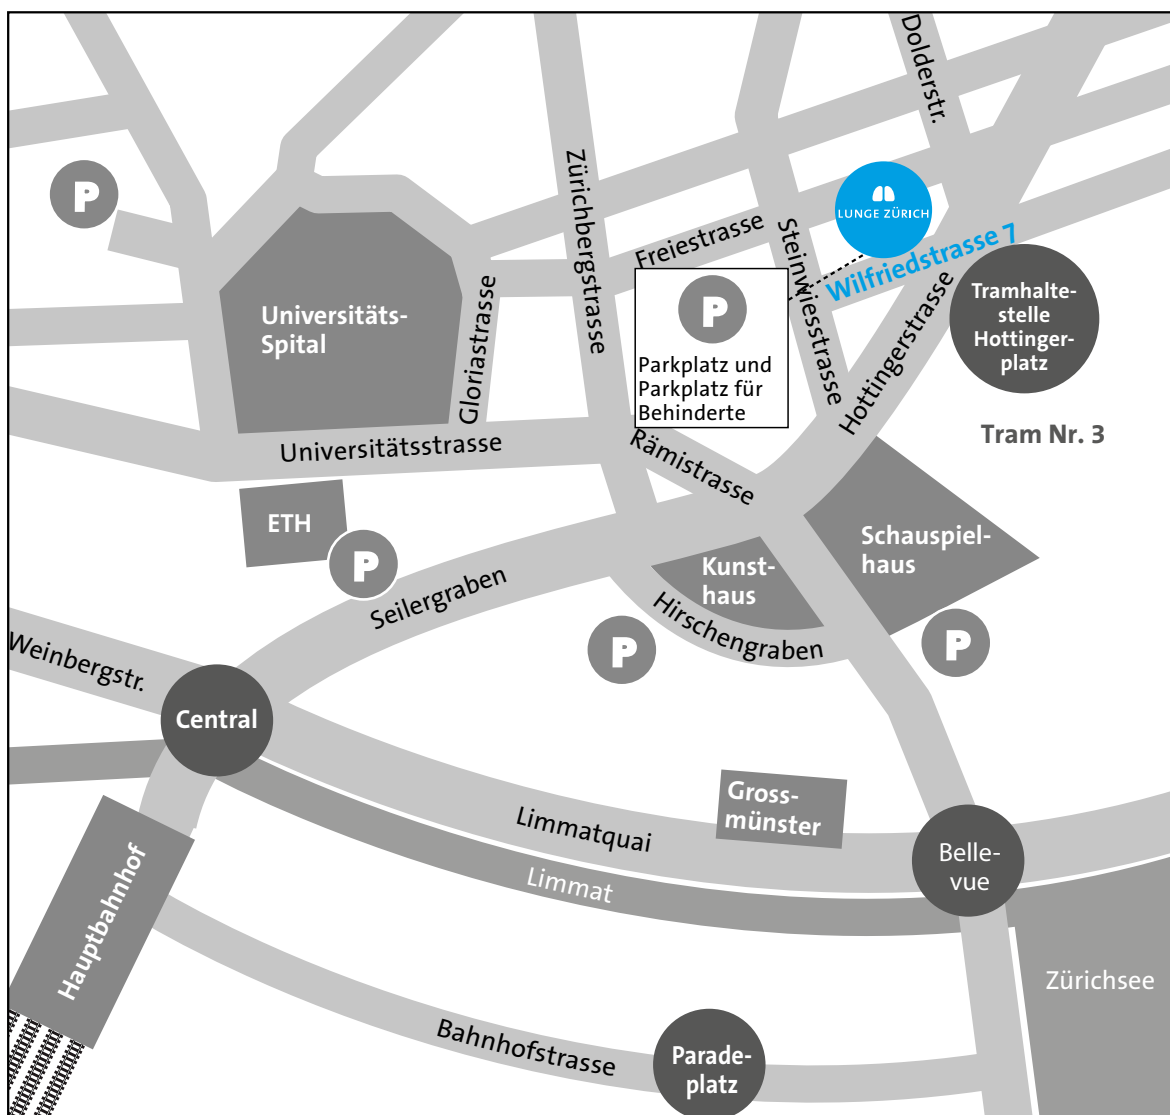 Dolderstr.
P
Zürichbergstrasse
LUNGE ZÜRICH
Freiestrasse
Steinwiesstrasse
Wilfriedstrasse 7
Universitäts-
Spital
Gloriastrasse
P
Parkplatz und
Parkplatz für
Behinderte
Hottingerstrasse
Tramhalte-
stelle
Hottinger-
platz
Tram Nr. 3
Universitätsstrasse
Rämistrasse
ETH
P
Schauspiel-
haus
Kunst-
haus
Seilergraben
Hirschengraben
P
P
Weinbergstr.
Central
Gross-
münster
Limmatquai
Limmat
Belle-
vue
Hauptbahnhof
Zürichsee
Bahnhofstrasse
Parade-
platz